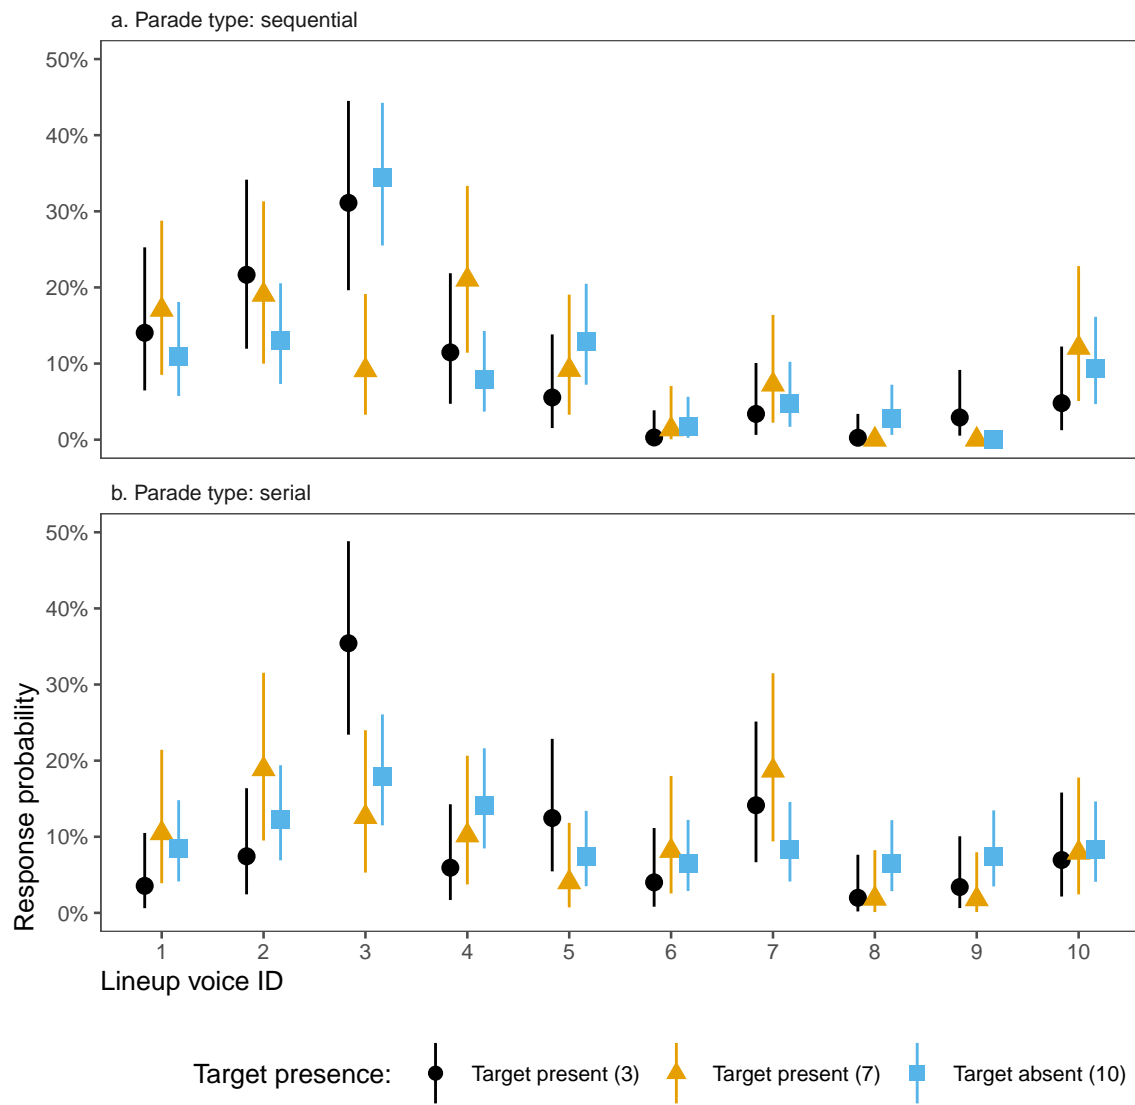 a. Parade type: sequential
50%
40%
30%
20%
10%
0%
b. Parade type: serial
50%
40%
30%
20%
10%
0%
Response probability
1 2 3 4 5 6 7 8 9 10
Lineup voice ID
Target presence: Target present (3) Target present (7) Target absent (10)